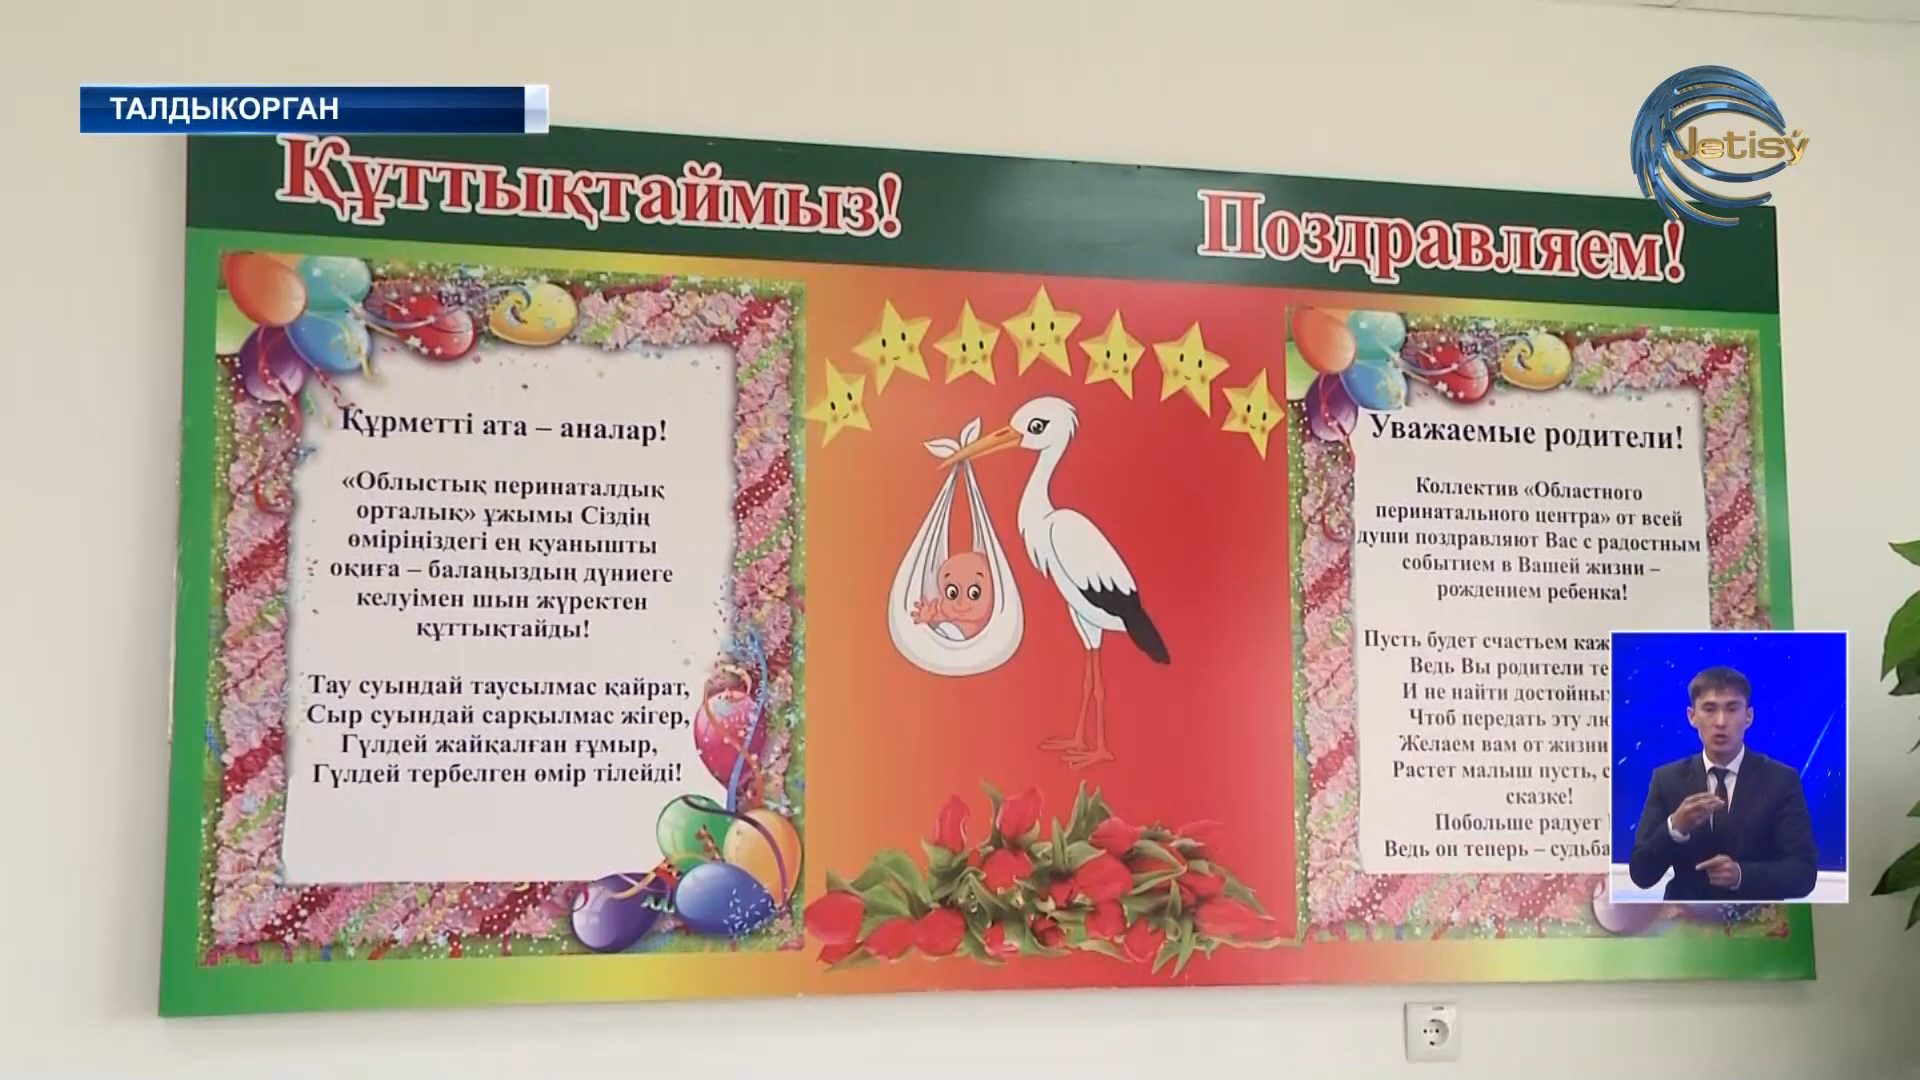 ТАЛДЫКОРГАН
Jetisý
Құттықтаймыз!
Поздравляем!
Құрметті ата – аналар!
«Облыстық перинаталдық
орталық» ұжымы Сіздің
өміріңіздегі ең қуанышты
оқиға – балаңыздың дүниеге
келуімен шын жүректен
құттықтайды!
Тау суындай таусылмас қайрат,
Сыр суындай сарқылмас жігер,
Гүлдей жайқалған ғұмыр,
Гүлдей тербелген өмір тілейді!
Уважаемые родители!
Коллектив «Областного
перинатального центра» от всей
души поздравляют Вас с радостным
событием в Вашей жизни –
рождением ребенка!
Пусть будет счастьем
Ведь Вы родители
И не найти
Чтоб передать эту
Желаем вам от жизни
Растет малыш пусть,
сказке!
Побольше радует
Ведь он теперь –